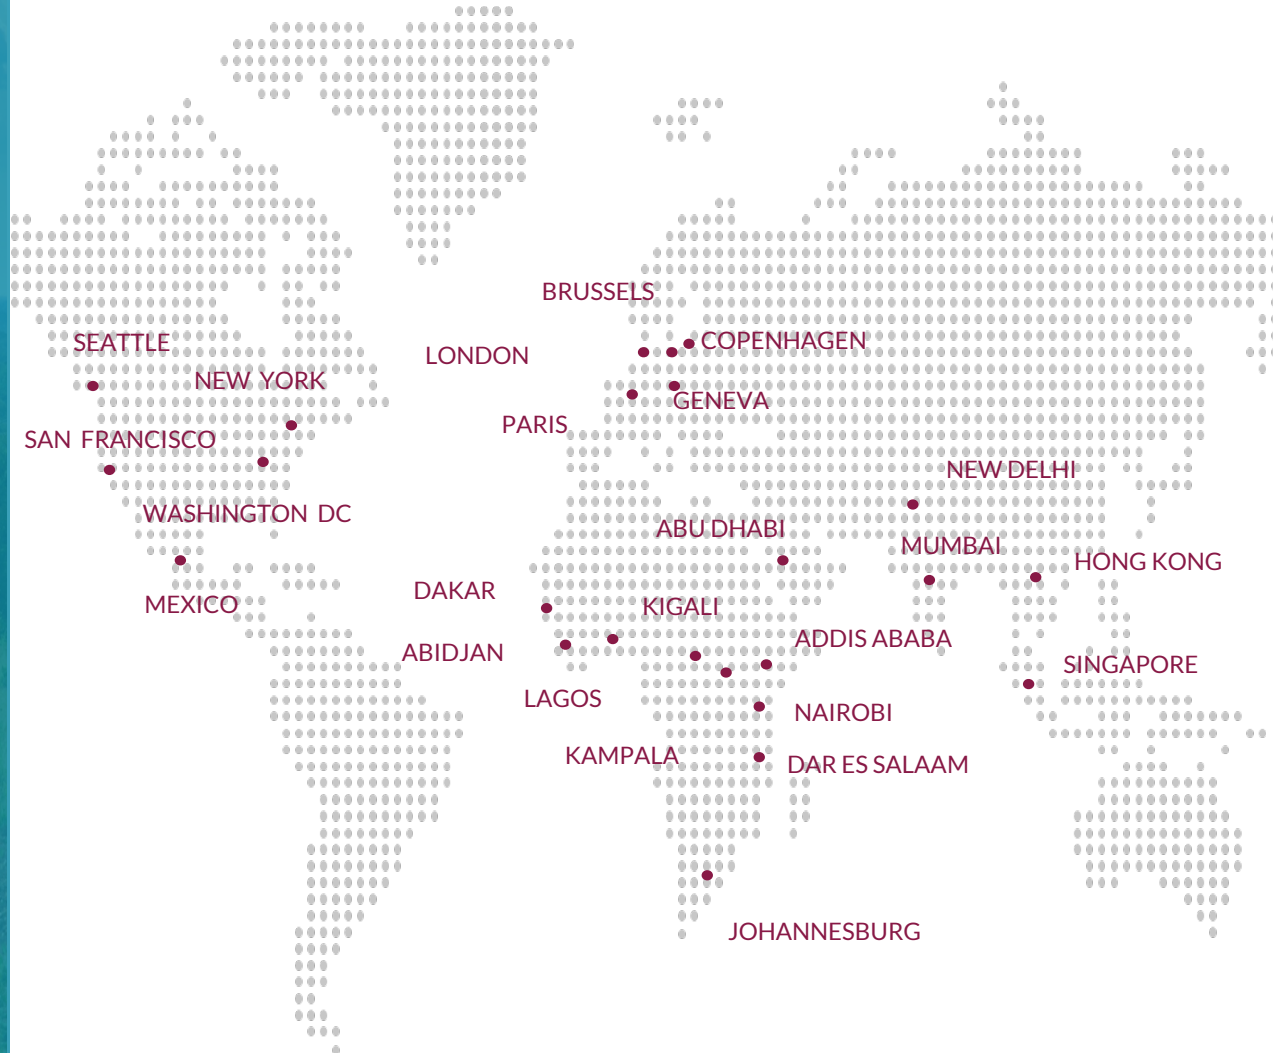 BRUSSELS
COPENHAGEN
SEATTLE
LONDON
NEW YORK
GENEVA
PARIS
SAN FRANCISCO
NEW DELHI
WASHINGTON DC
ABU DHABI
MUMBAI
HONG KONG
DAKAR
MEXICO
KIGALI
ADDIS ABABA
ABIDJAN
SINGAPORE
LAGOS
NAIROBI
KAMPALA
DAR ES SALAAM
JOHANNESBURG